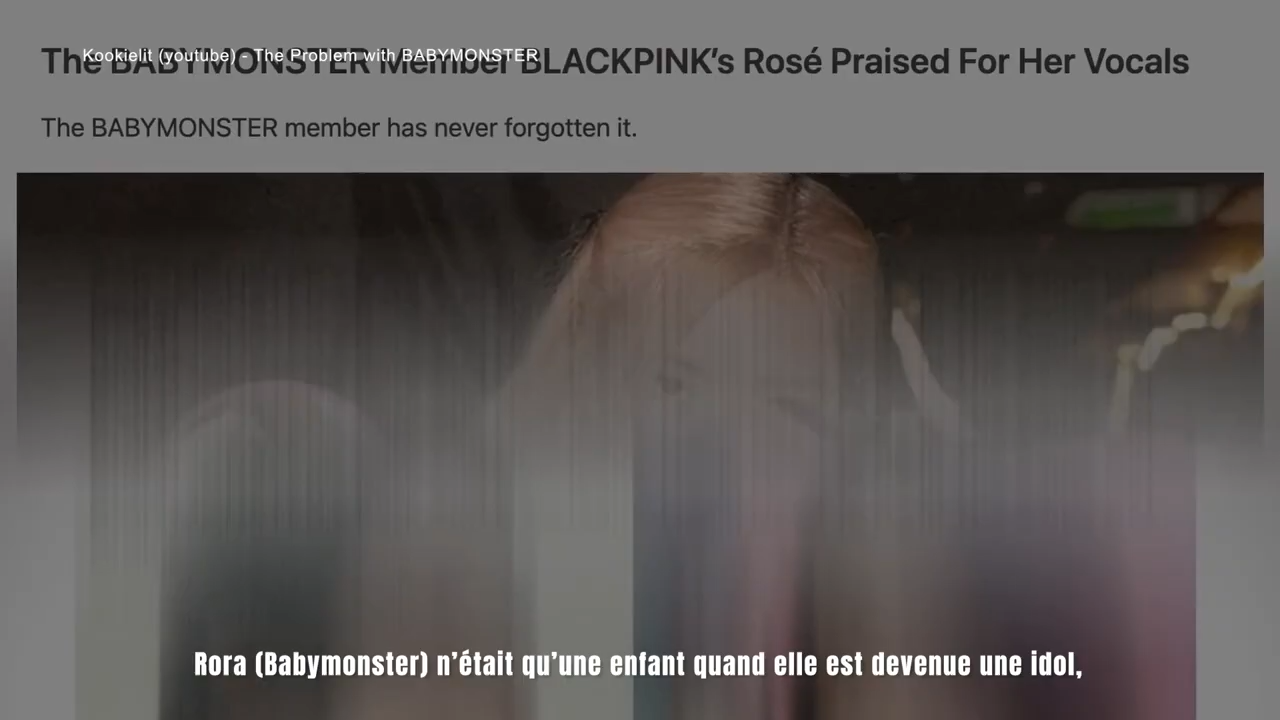 Kookielit (youtube) - The Problem with BABYMONSTER
The BABYMONSTER Member BLACKPINK’s Rosé Praised For Her Vocals
The BABYMONSTER member has never forgotten it.
Rora (Babymonster) n’était qu’une enfant quand elle est devenue une idol,